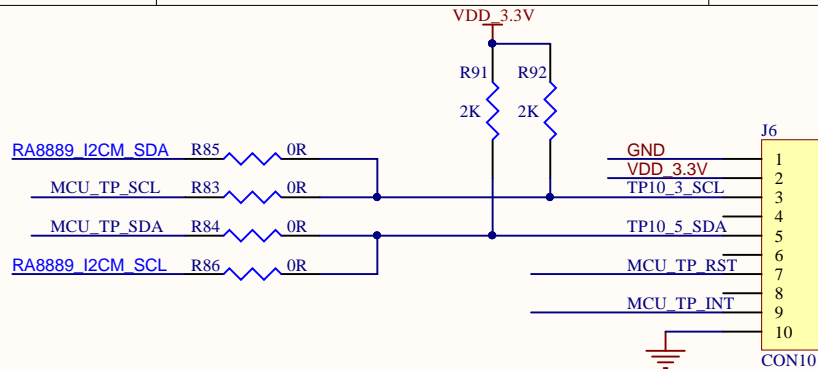 VDD_3.3V
R91 R92
2K 2K
J6
RA8889_I2CM_SDA R85 0R GND 1
VDD_3.3V 2
MCU_TP_SCL R83 0R TP10_3_SCL 3
4
MCU_TP_SDA R84 0R TP10_5_SDA 5
6
RA8889_I2CM_SCL R86 0R MCU_TP_RST 7
8
MCU_TP_INT 9
10
CON10